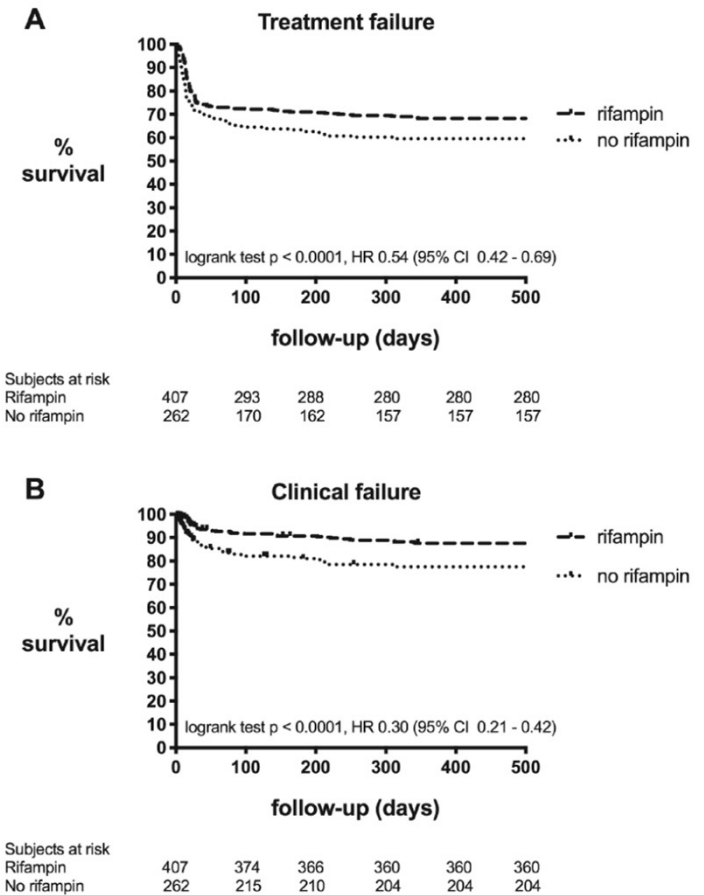 A
Treatment failure
100
90
80
70
60
50
40
30
20
10
0
% survival
rifampin
no rifampin
logrank test p < 0.0001, HR 0.54 (95% CI 0.42 - 0.69)
0 100 200 300 400 500
follow-up (days)
Subjects at risk
Rifampin 407 293 288 280 280 280
No rifampin 262 170 162 157 157 157
B
Clinical failure
100
90
80
70
60
50
40
30
20
10
0
% survival
rifampin
no rifampin
logrank test p < 0.0001, HR 0.30 (95% CI 0.21 - 0.42)
0 100 200 300 400 500
follow-up (days)
Subjects at risk
Rifampin 407 374 366 360 360 360
No rifampin 262 215 210 204 204 204